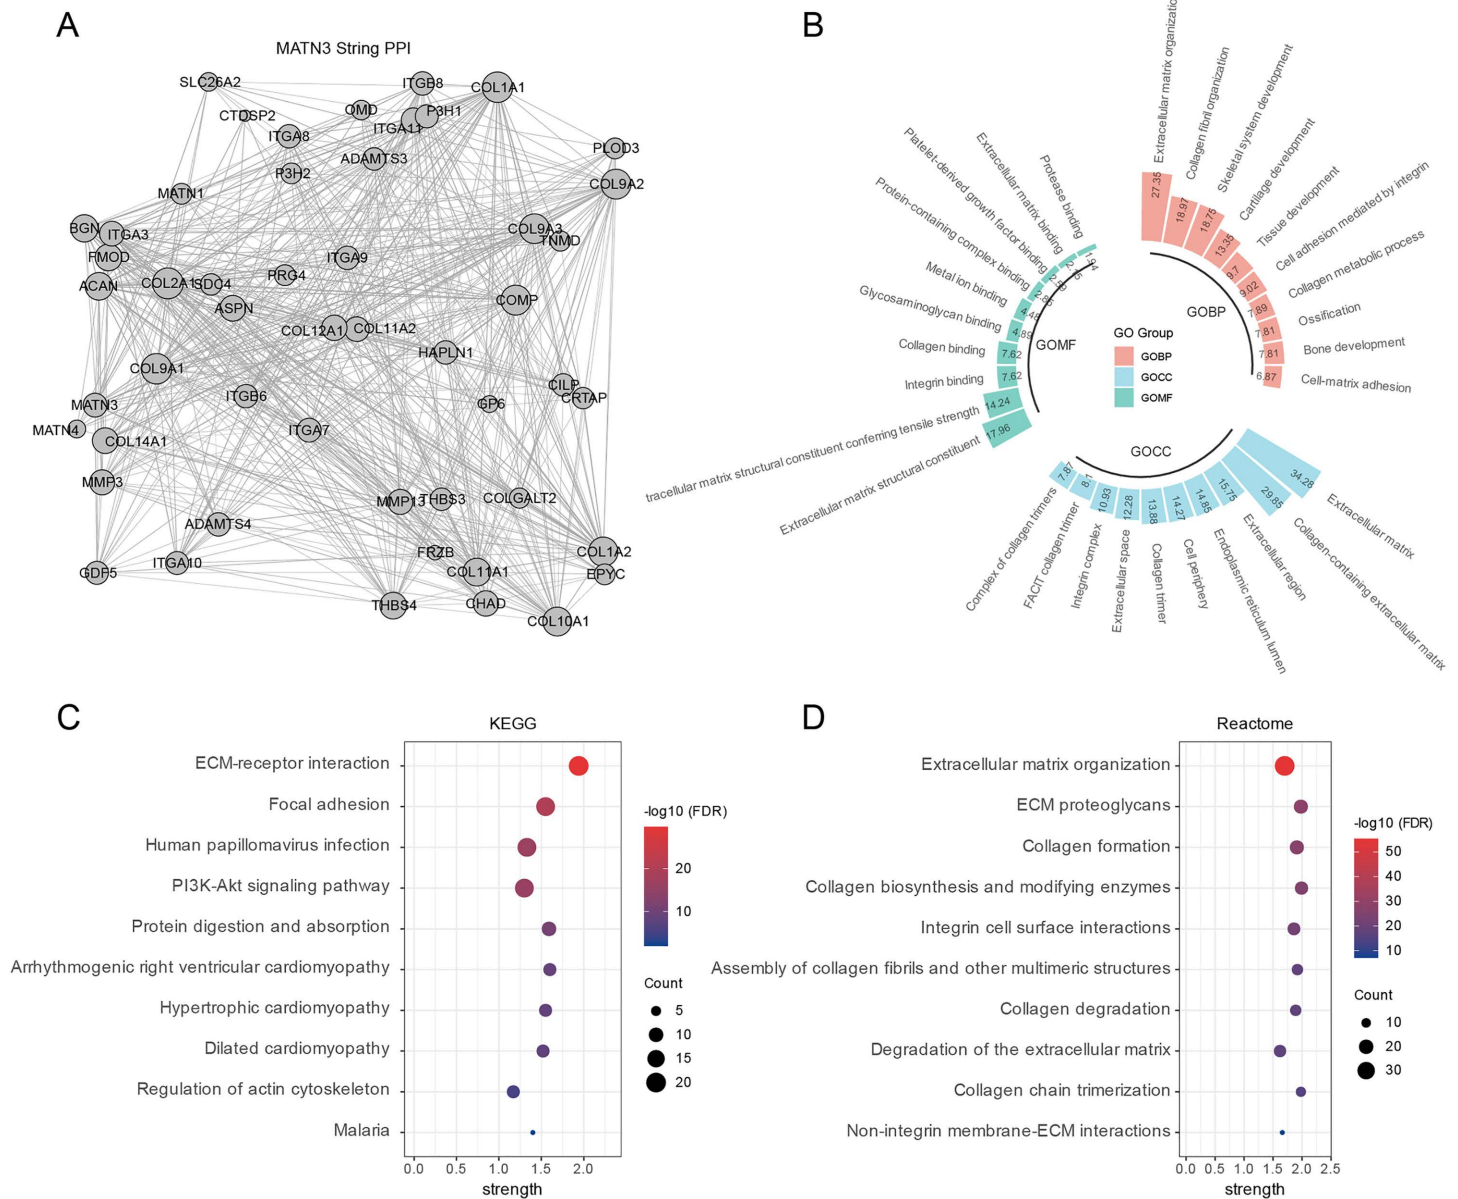 A
MATN3 String PPI
SLC26A2
ITGB8
COL1A1
CTDSP2
OMD
P3H1
ITGA11
ITGA8
ADAMTS3
PLOD3
P3H2
COL9A2
MATN1
BGN
ITGA3
COL9A3
TNMD
FMOD
ITGA9
ACAN
COL2A1
SDC4
PRG4
ASPN
COMP
COL12A1
COL11A2
HAPLN1
COL9A1
CILP
CRTAP
MATN3
ITGB6
GP6
MATN4
COL14A1
ITGA7
MMP3
MMP13
THBS3
COLGALT2
ADAMTS4
FRZB
COL1A2
GDF5
ITGA10
COL11A1
EPYC
THBS4
CHAD
COL10A1
B
Extracellular matrix organizatio
Collagen fibril organization
Skeletal system development
Cartilage development
Tissue development
Cell adhesion mediated by integrin
Collagen metabolic process
Ossification
Bone development
Cell-matrix adhesion
27.35
18.97
18.75
13.35
9.7
9.02
7.89
7.81
7.81
6.87
GOBP
Protease binding
Extracellular matrix binding
Platelet-derived growth factor binding
Protein-containing complex binding
Metal ion binding
Glycosaminoglycan binding
Collagen binding
Integrin binding
tracellular matrix structural constituent conferring tensile strength
Extracellular matrix structural constituent
4.48
4.89
7.62
7.62
14.24
17.96
GOMF
GO Group
GOBP
GOCC
GOMF
GOCC
34.28
29.85
15.75
14.85
14.27
13.88
12.28
10.93
8.1
7.87
Extracellular matrix
Collagen-containing extracellular matrix
Extracellular region
Endoplasmic reticulum lumen
Cell periphery
Collagen trimer
Extracellular space
Integrin complex
FACIT collagen trimer
Complex of collagen trimers
C
KEGG
ECM-receptor interaction
Focal adhesion
Human papillomavirus infection
PI3K-Akt signaling pathway
Protein digestion and absorption
Arrhythmogenic right ventricular cardiomyopathy
Hypertrophic cardiomyopathy
Dilated cardiomyopathy
Regulation of actin cytoskeleton
Malaria
0.0 0.5 1.0 1.5 2.0
strength
-log10 (FDR)
20
10
Count
5
10
15
20
D
Reactome
Extracellular matrix organization
ECM proteoglycans
Collagen formation
Collagen biosynthesis and modifying enzymes
Integrin cell surface interactions
Assembly of collagen fibrils and other multimeric structures
Collagen degradation
Degradation of the extracellular matrix
Collagen chain trimerization
Non-integrin membrane-ECM interactions
0.0 0.5 1.0 1.5 2.0 2.5
strength
-log10 (FDR)
50
40
30
20
10
Count
10
20
30